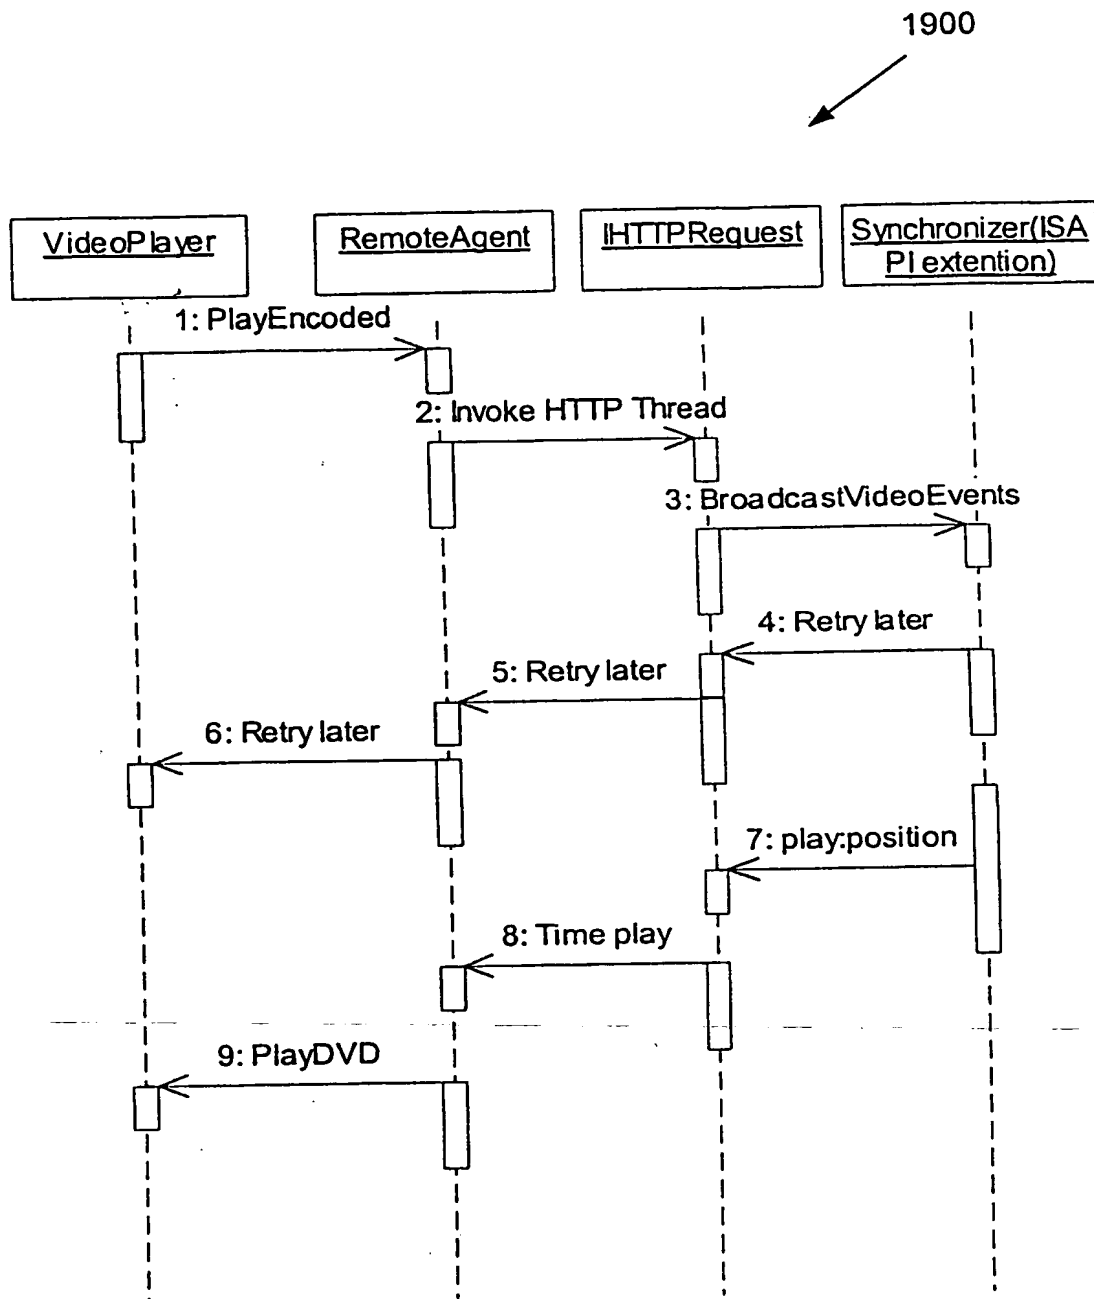 1900
VideoPlayer
RemoteAgent
IHTTPRequest
Synchronizer(ISA
PI extention)
1: PlayEncoded
2: Invoke HTTP Thread
3: BroadcastVideoEvents
4: Retry later
5: Retry later
6: Retry later
7: play:position
8: Time play
9: PlayDVD